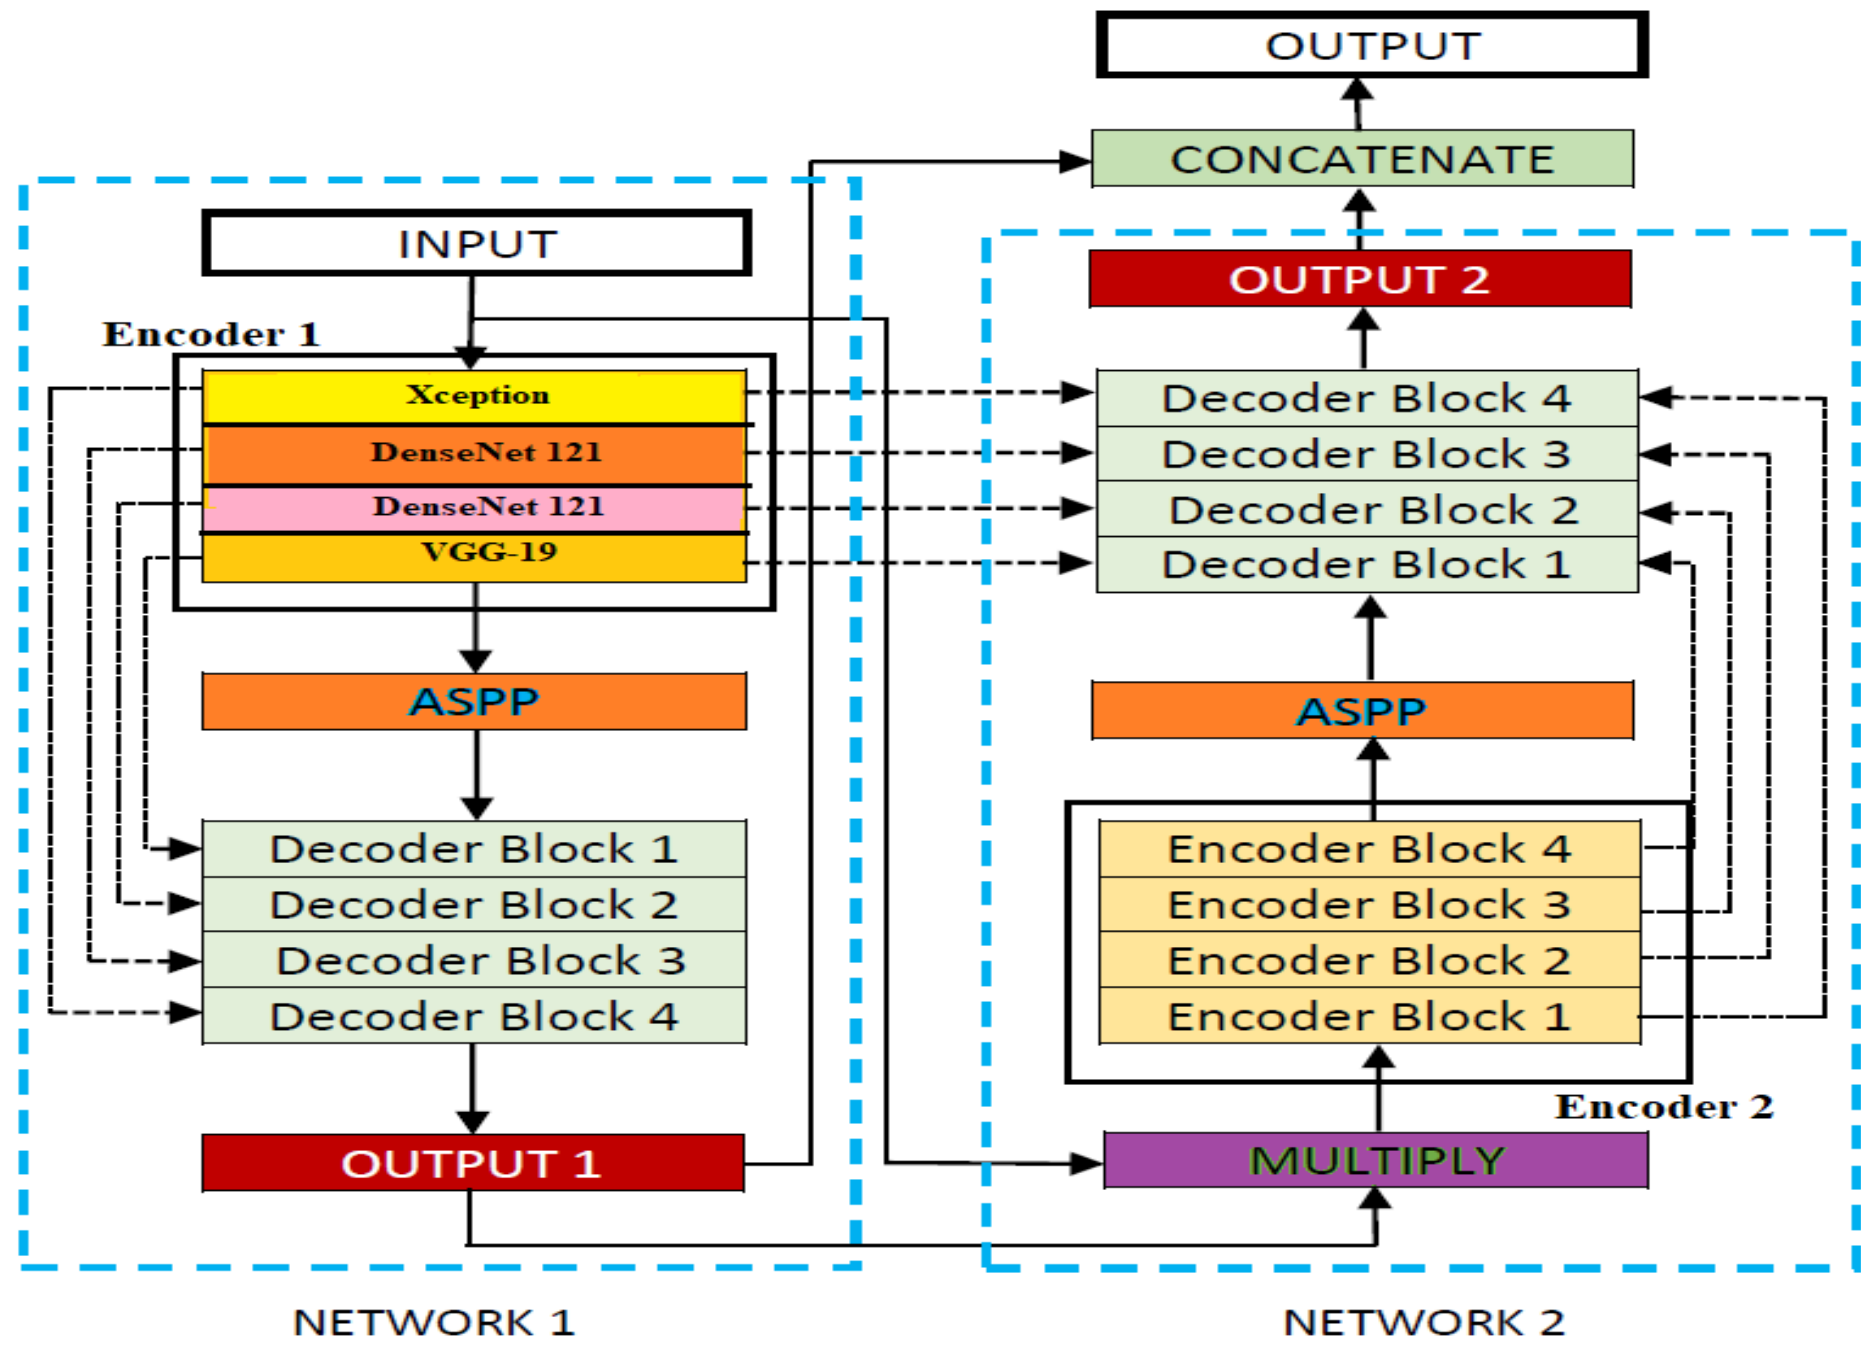 INPUT
Encoder 1
Xception
DenseNet 121
DenseNet 121
VGG-19
ASPP
Decoder Block 1
Decoder Block 2
Decoder Block 3
Decoder Block 4
OUTPUT 1
NETWORK 1
OUTPUT
CONCATENATE
OUTPUT 2
Decoder Block 4
Decoder Block 3
Decoder Block 2
Decoder Block 1
ASPP
Encoder Block 4
Encoder Block 3
Encoder Block 2
Encoder Block 1
Encoder 2
MULTIPLY
NETWORK 2